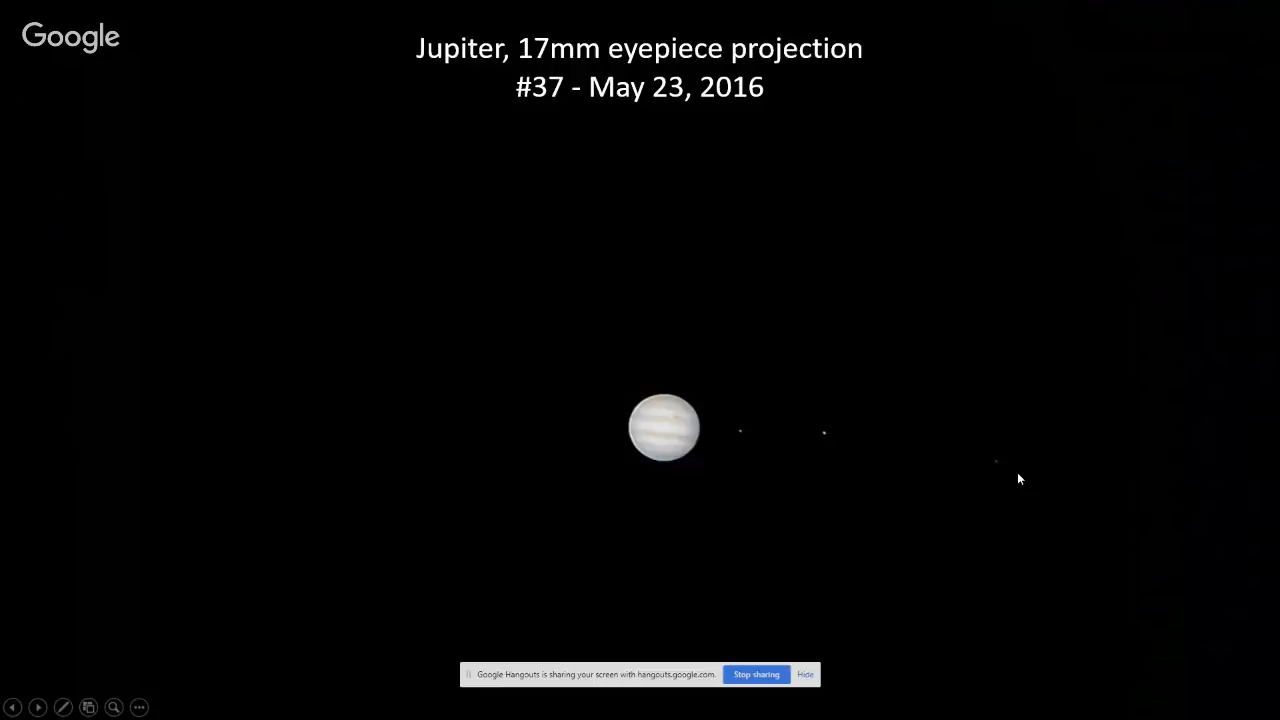 Google
Jupiter, 17mm eyepiece projection
#37 - May 23, 2016
Google Hangouts is sharing your screen with hangouts.google.com.
Stop sharing
Hide